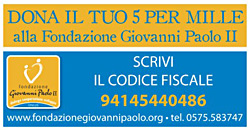 DONA IL TUO 5 PER MILLE
alla Fondazione Giovanni Paolo II
SCRIVI
IL CODICE FISCALE
94145440486
fondazione
Giovanni Paolo II
www.fondazionegiovannipaolo.org • tel. 0575.583747